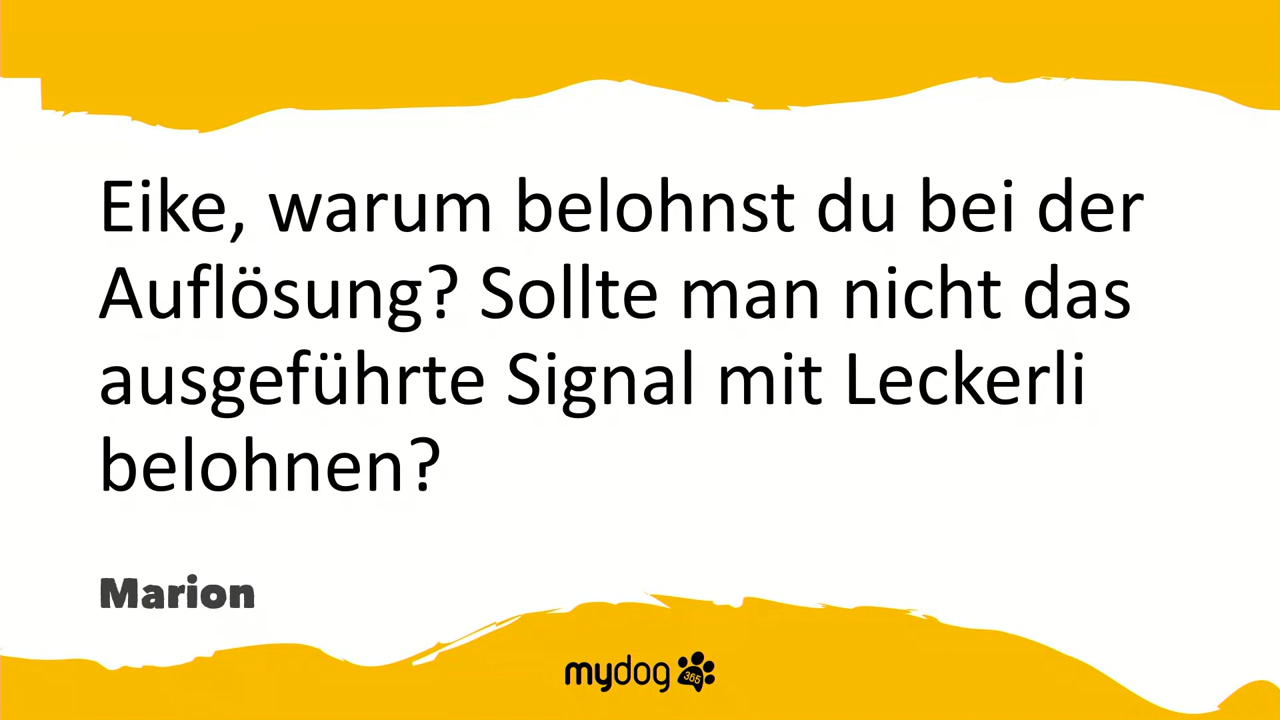 Eike, warum belohnst du bei der
Auflösung? Sollte man nicht das
ausgeführte Signal mit Leckerli
belohnen?
Marion
mydog 365